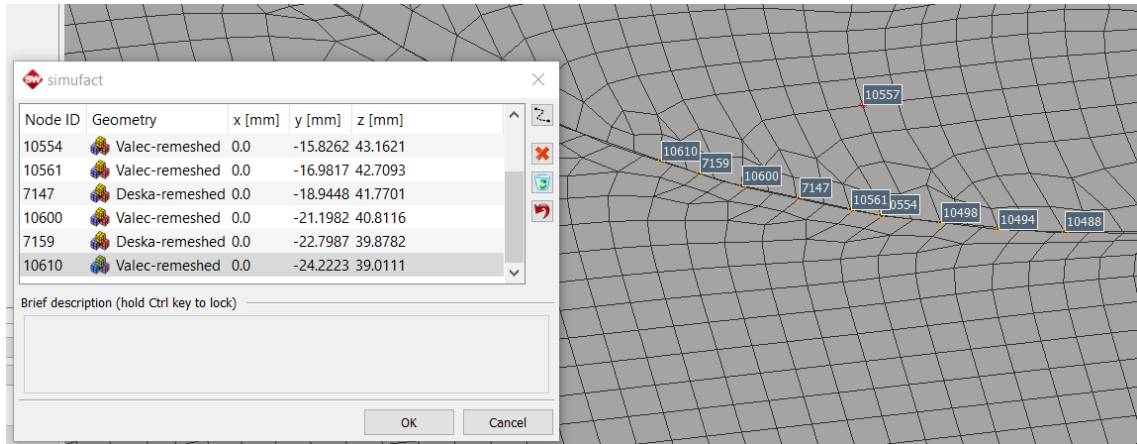 simufact
Node ID Geometry x [mm] y [mm] z [mm]
10554 Valec-remeshed 0.0 -15.8262 43.1621
10561 Valec-remeshed 0.0 -16.9817 42.7093
7147 Deska-remeshed 0.0 -18.9448 41.7701
10600 Valec-remeshed 0.0 -21.1982 40.8116
7159 Deska-remeshed 0.0 -22.7987 39.8782
10610 Valec-remeshed 0.0 -24.2223 39.0111
Brief description (hold Ctrl key to lock)
OK Cancel
10557
10610
7159
10600
7147
10561
0554
10498
10494
10488